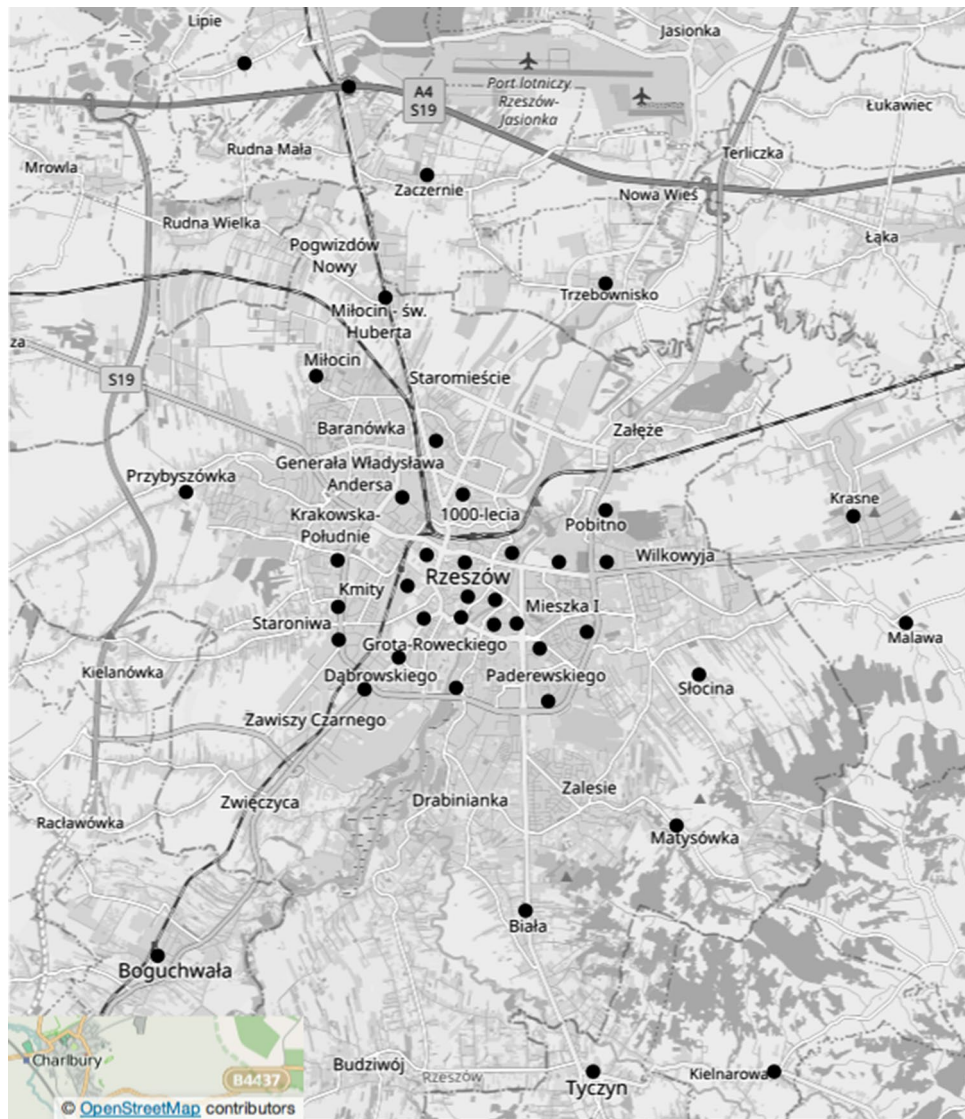 Lipie
Jasionka
A4
S19
Port lotniczy
Rzeszów-
Jasionka
Łukawiec
Rudna Mała
Terliczka
Mrowla
Zaczernie
Nowa Wieś
Rudna Wielka
Łąka
Pogwizdów
Nowy
Trzebownisko
Miłocin - św.
Huberta
za
Miłocin
S19
Staromieście
Baranówka
Załęże
Generała Władysława
Andersa
Przybyszówka
Krasne
1000-lecia
Krakowska-
Południe
Pobitno
Wilkowyja
Rzeszów
Kmity
Mieszka I
Staroniwa
Malawa
Grota-Roweckiego
Kielanówka
Dąbrowskiego
Paderewskiego
Słocina
Zawiszy Czarnego
Zwięczyca
Drabinianka
Zalesie
Racławówka
Matysówka
Biała
Boguchwała
Charlbury
B4437
Budziwój
Rzeszów
Tyczyn
Kielnarowa
© OpenStreetMap contributors